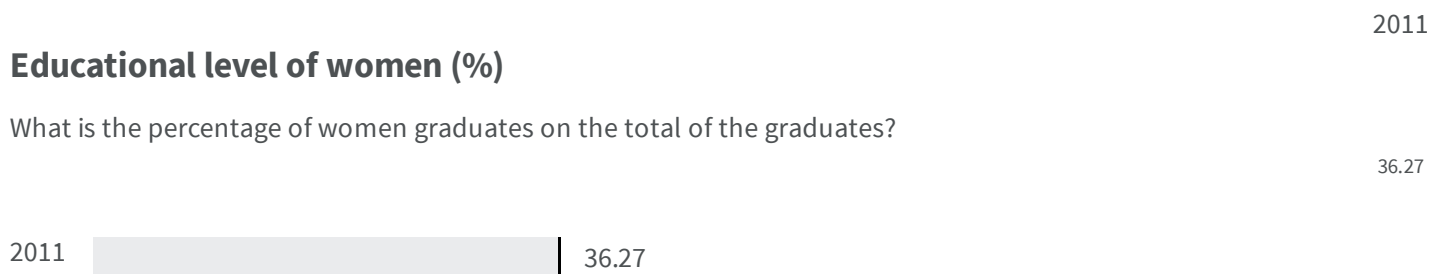 2011
Educational level of women (%)
What is the percentage of women graduates on the total of the graduates?
36.27
2011 36.27